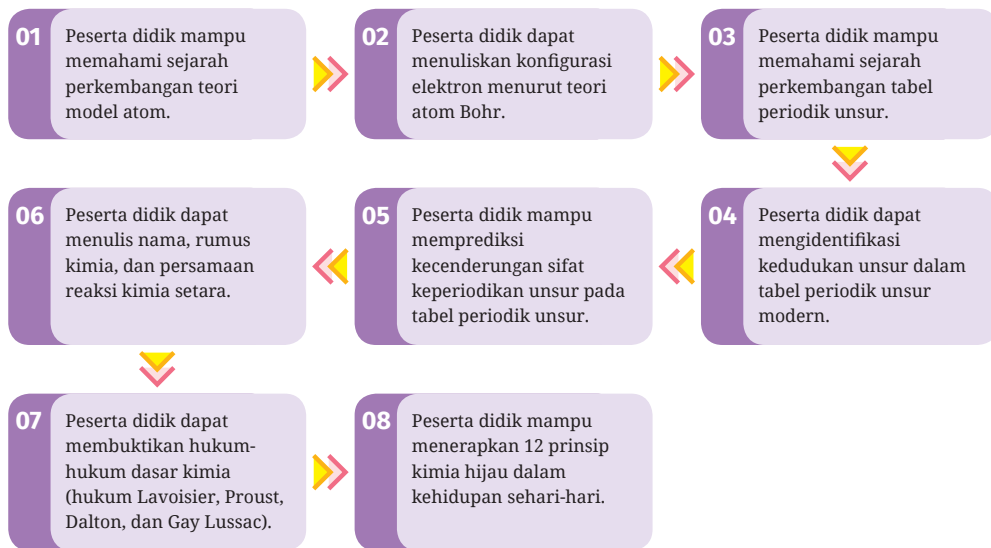 01
Peserta didik mampu
memahami sejarah
perkembangan teori
model atom.
02
Peserta didik dapat
menuliskan konfigurasi
elektron menurut teori
atom Bohr.
03
Peserta didik mampu
memahami sejarah
perkembangan tabel
periodik unsur.
04
Peserta didik dapat
mengidentifikasi
kedudukan unsur dalam
tabel periodik unsur
modern.
05
Peserta didik mampu
memprediksi
kecenderungan sifat
keperiodikan unsur pada
tabel periodik unsur.
06
Peserta didik dapat
menulis nama, rumus
kimia, dan persamaan
reaksi kimia setara.
07
Peserta didik dapat
membuktikan hukum-
hukum dasar kimia
(hukum Lavoisier, Proust,
Dalton, dan Gay Lussac).
08
Peserta didik mampu
menerapkan 12 prinsip
kimia hijau dalam
kehidupan sehari-hari.